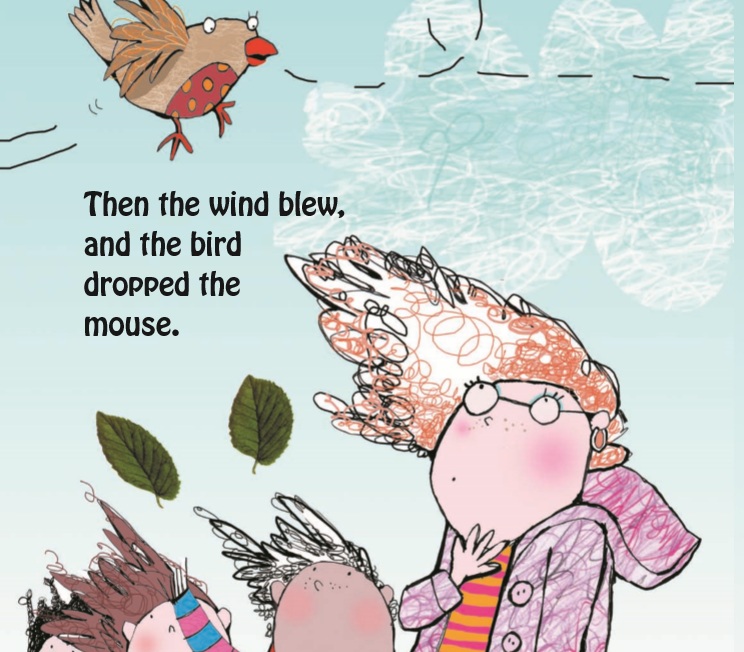 Then the wind blew,
and the bird
dropped the
mouse.